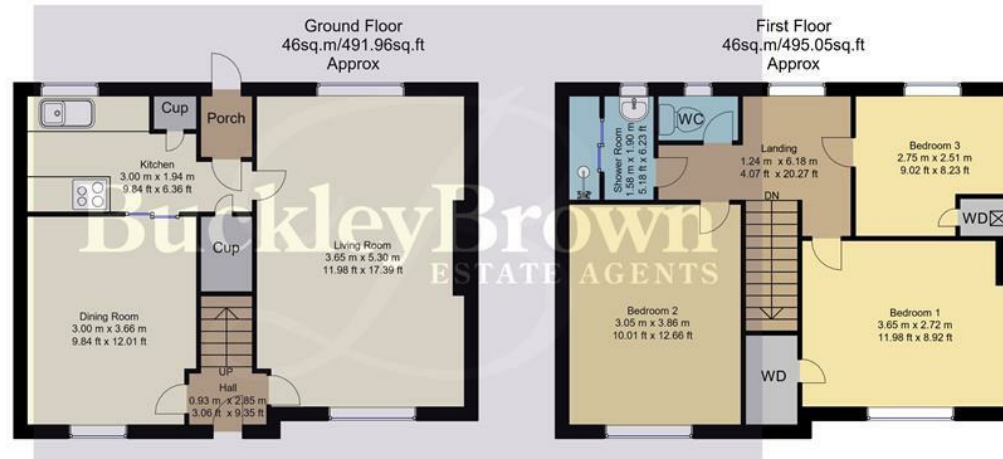 Ground Floor
46sq.m/491.96sq.ft
Approx
Cup
Porch
Kitchen
3.00 m x 1.94 m
9.84 ft x 6.36 ft
Cup
Living Room
3.65 m x 5.30 m
11.98 ft x 17.39 ft
Dining Room
3.00 m x 3.66 m
9.84 ft x 12.01 ft
UP
Hall
0.93 m x 2.85 m
3.06 ft x 9.35 ft
First Floor
46sq.m/495.05sq.ft
Approx
Shower Room
1.58 m x 1.90 m
5.18 ft x 6.23 ft
WC
Landing
1.24 m x 6.18 m
4.07 ft x 20.27 ft
DN
Bedroom 3
2.75 m x 2.51 m
9.02 ft x 8.23 ft
WD
Bedroom 2
3.05 m x 3.86 m
10.01 ft x 12.66 ft
Bedroom 1
3.65 m x 2.72 m
11.98 ft x 8.92 ft
WD
BuckleyBrown
ESTATE AGENTS